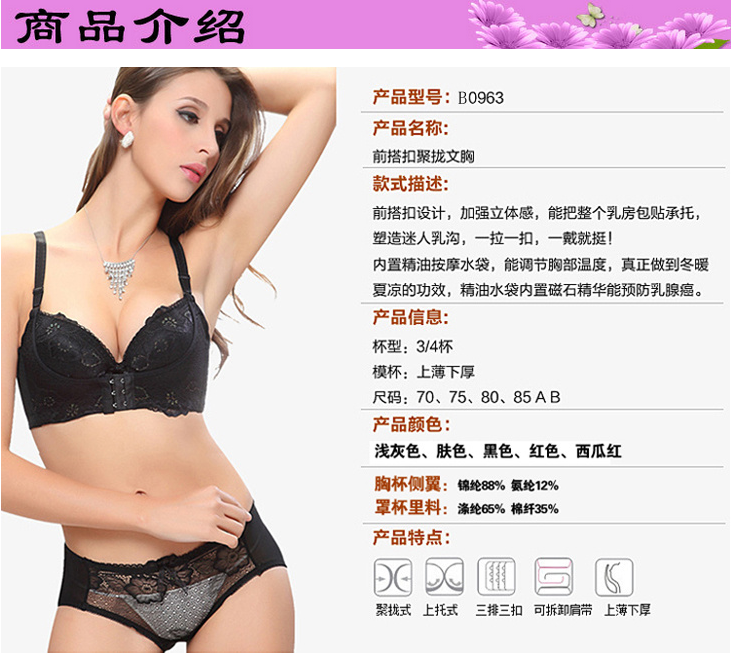 商品介绍
产品型号：B0963
产品名称:
前搭扣聚拢文胸
款式描述:
前搭扣设计，加强立体感，能把整个乳房包贴承托，
塑造迷人乳沟，一拉一扣，一戴就挺！
内置精油按摩水袋，能调节胸部温度，真正做到冬暖
夏凉的功效，精油水袋内置磁石精华能预防乳腺癌。
产品信息:
杯型：3/4杯
模杯：上薄下厚
尺码：70、75、80、85 A B
产品颜色：
浅灰色、肤色、黑色、红色、西瓜红
胸杯侧翼：锦纶88% 氨纶12%
罩杯里料：涤纶65% 棉纤35%
产品特点：
聚拢式 上托式 三排三扣 可拆卸肩带 上薄下厚